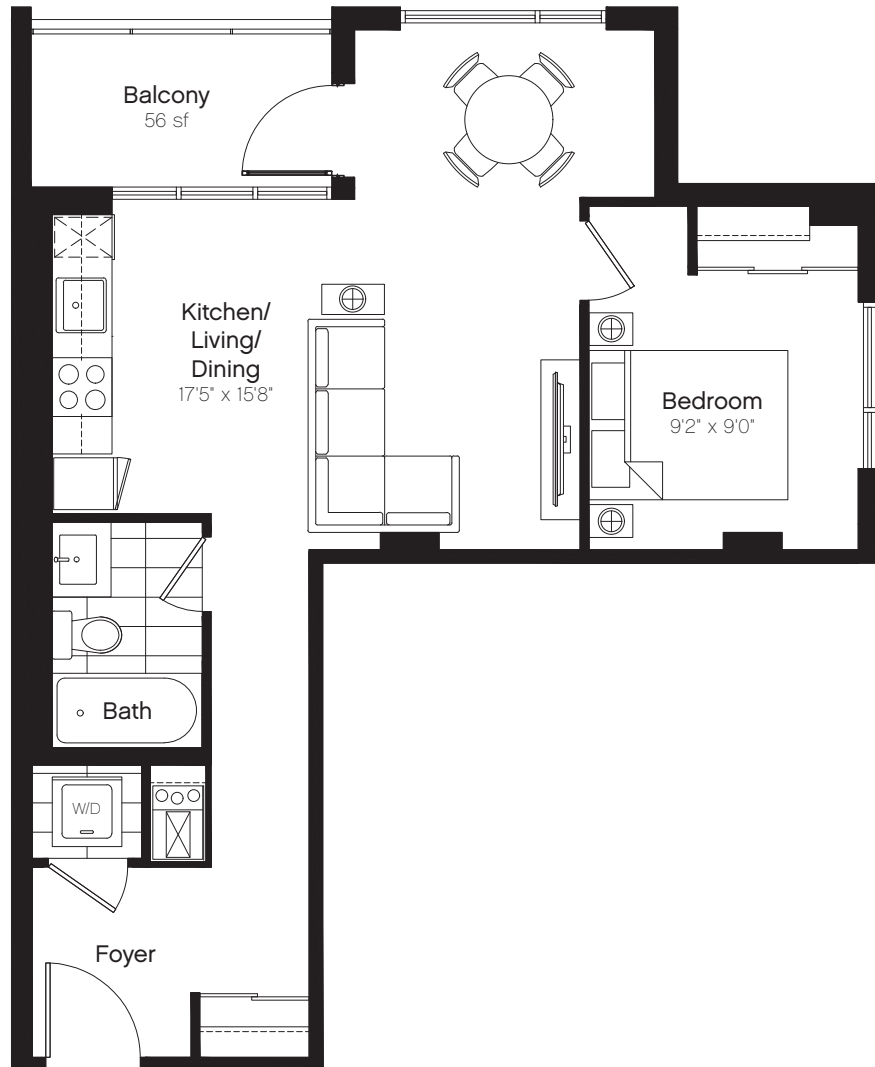 Balcony
56 sf
Kitchen/
Living/
Dining
17'5" x 15'8"
Bedroom
9'2" x 9'0"
Bath
W/D
Foyer